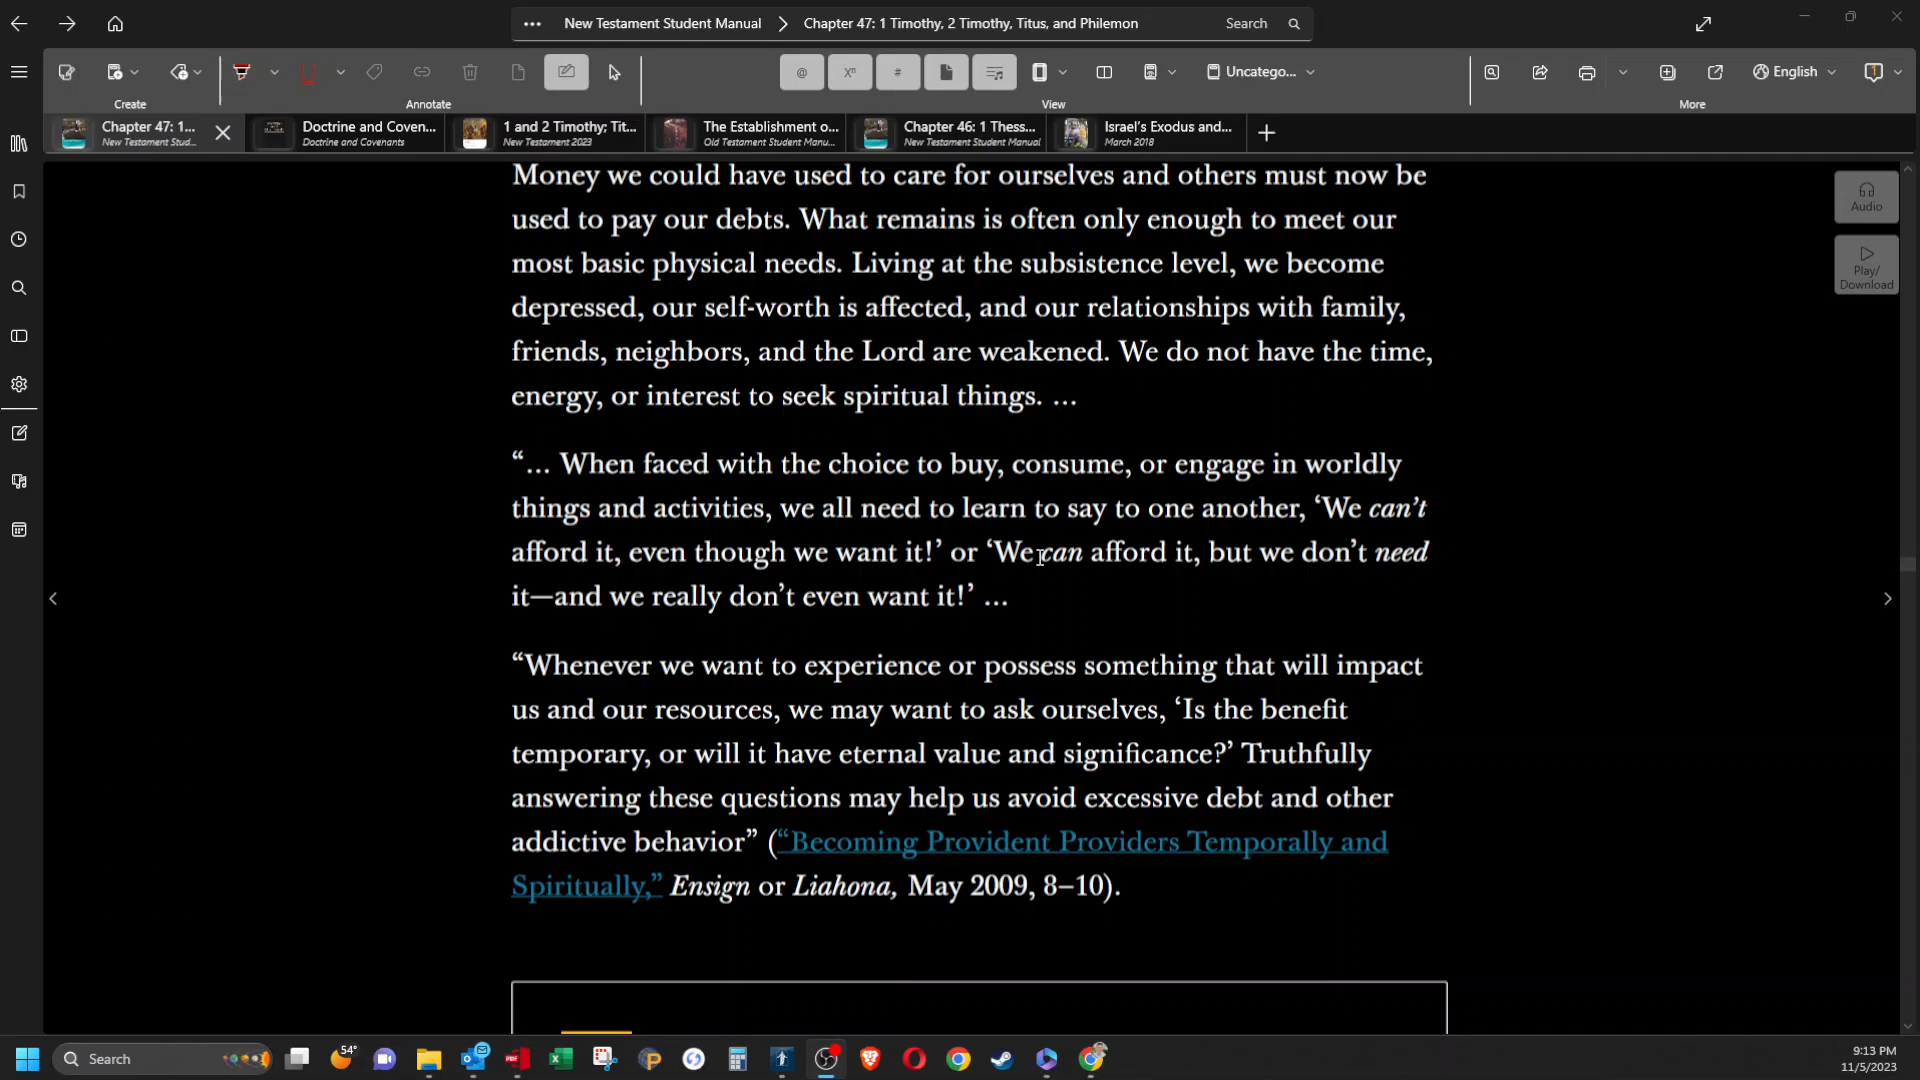 New Testament Student Manual
Chapter 47: 1 Timothy, 2 Timothy, Titus, and Philemon
Search
@
Xⁿ
#
Uncatego...
English
1
Create
Annotate
View
More
Chapter 47: 1...
New Testament Stud...
Doctrine and Coven...
Doctrine and Covenants
1 and 2 Timothy; Tit...
New Testament 2023
The Establishment o...
Old Testament Student Manu...
Chapter 46: 1 Thess...
New Testament Student Manual
Israel's Exodus and...
March 2018
Audio
Play/
Download
Money we could have used to care for ourselves and others must now be
used to pay our debts. What remains is often only enough to meet our
most basic physical needs. Living at the subsistence level, we become
depressed, our self-worth is affected, and our relationships with family,
friends, neighbors, and the Lord are weakened. We do not have the time,
energy, or interest to seek spiritual things. …
“… When faced with the choice to buy, consume, or engage in worldly
things and activities, we all need to learn to say to one another, ‘We can’t
afford it, even though we want it!’ or ‘We can afford it, but we don’t need
it—and we really don’t even want it!’ …
“Whenever we want to experience or possess something that will impact
us and our resources, we may want to ask ourselves, ‘Is the benefit
temporary, or will it have eternal value and significance?’ Truthfully
answering these questions may help us avoid excessive debt and other
addictive behavior” (“Becoming Provident Providers Temporally and
Spiritually,” Ensign or Liahona, May 2009, 8–10).
Search
54°
PDF
9:13 PM
11/5/2023